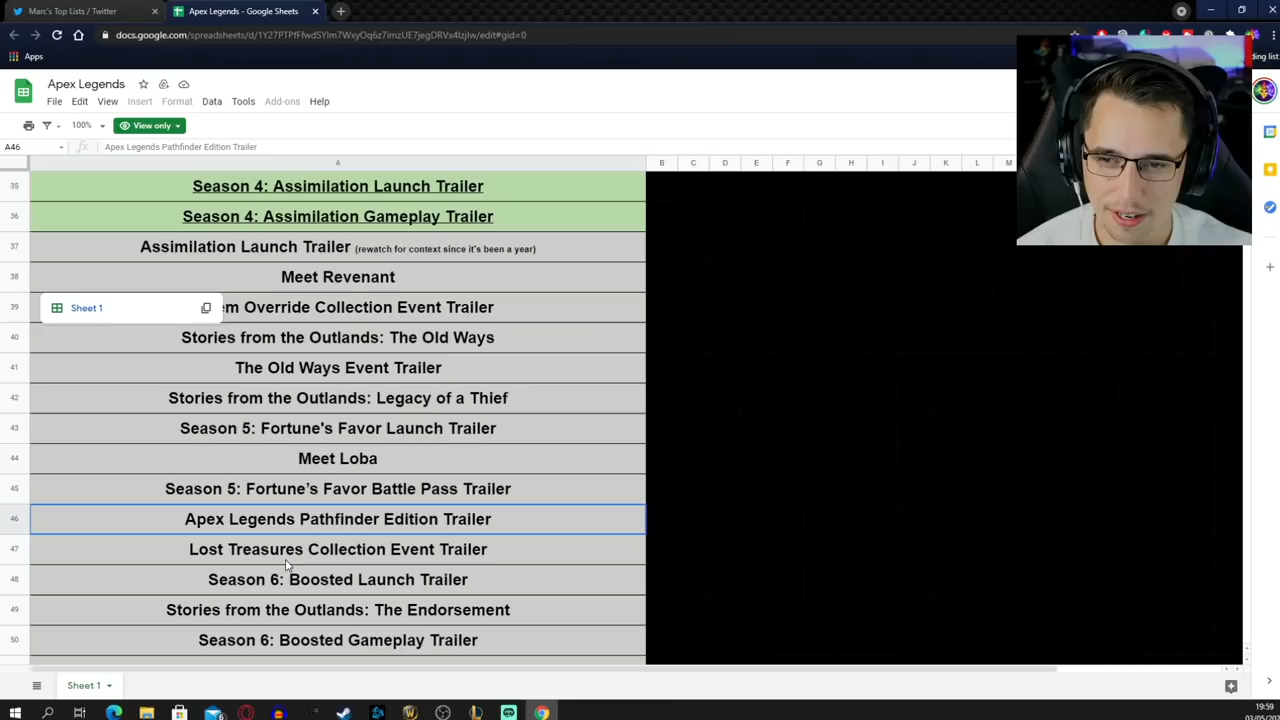 Marc's Top Lists / Twitter
Apex Legends - Google Sheets
docs.google.com/spreadsheets/d/
Apps
ding list
Apex Legends
File Edit View Insert Format Data Tools Add-ons Help
100% View only
A46 fx Apex Legends Pathfinder Edition Trailer
A B C D E F G H I J K L M
35 Season 4: Assimilation Launch Trailer
36 Season 4: Assimilation Gameplay Trailer
37 Assimilation Launch Trailer (rewatch for context since it's been a year)
38 Meet Revenant
39 Sheet 1 em Override Collection Event Trailer
40 Stories from the Outlands: The Old Ways
41 The Old Ways Event Trailer
42 Stories from the Outlands: Legacy of a Thief
43 Season 5: Fortune's Favor Launch Trailer
44 Meet Loba
45 Season 5: Fortune’s Favor Battle Pass Trailer
46 Apex Legends Pathfinder Edition Trailer
47 Lost Treasures Collection Event Trailer
48 Season 6: Boosted Launch Trailer
49 Stories from the Outlands: The Endorsement
50 Season 6: Boosted Gameplay Trailer
Sheet 1
19:59